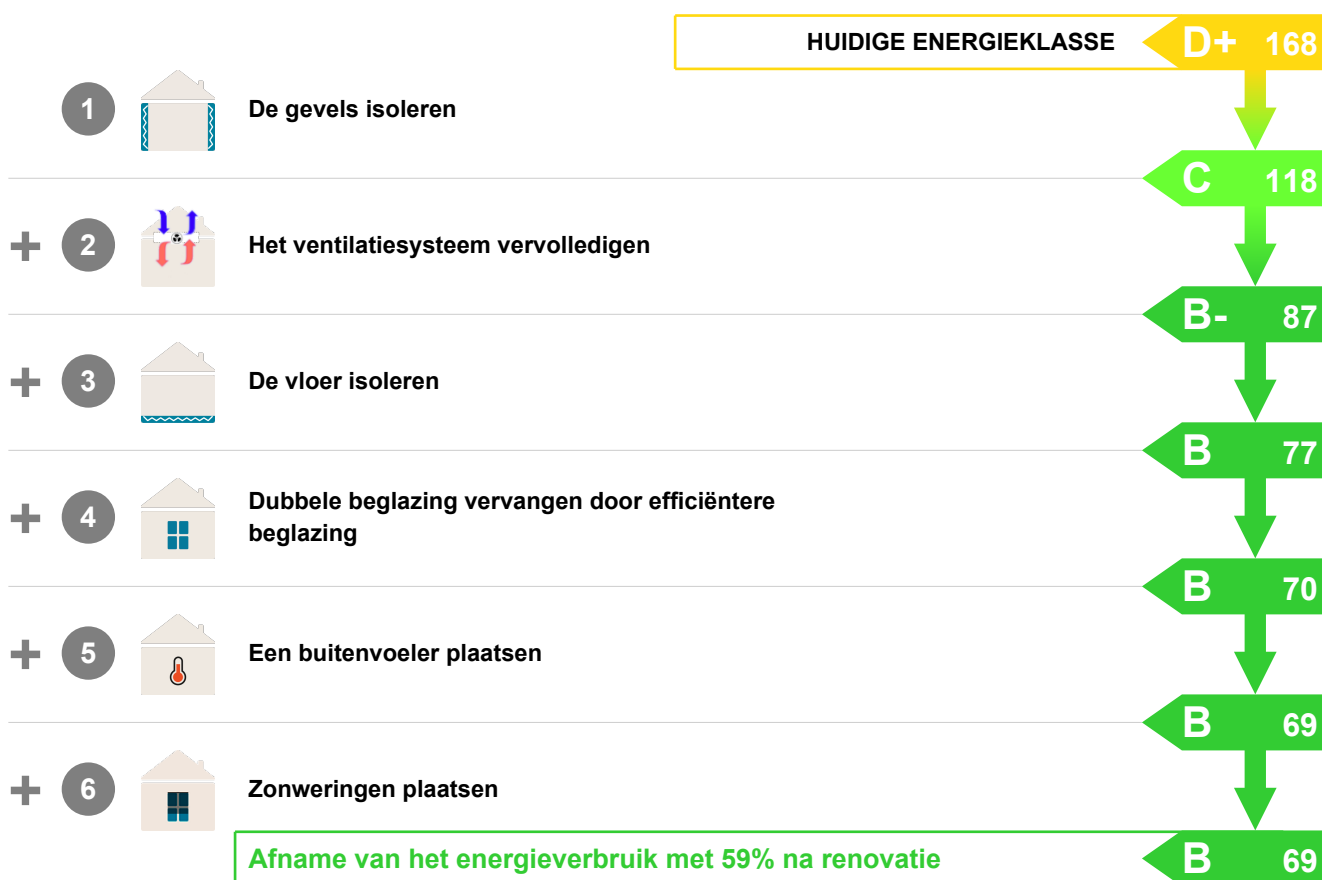 HUIDIGE ENERGIEKLASSE D+ 168
1 De gevels isoleren
C 118
+ 2 Het ventilatiesysteem vervolledigen
B- 87
+ 3 De vloer isoleren
B 77
+ 4 Dubbele beglazing vervangen door efficiëntere
beglazing
B 70
+ 5 Een buitenvoeler plaatsen
B 69
+ 6 Zonweringen plaatsen
Afname van het energieverbruik met 59% na renovatie B 69